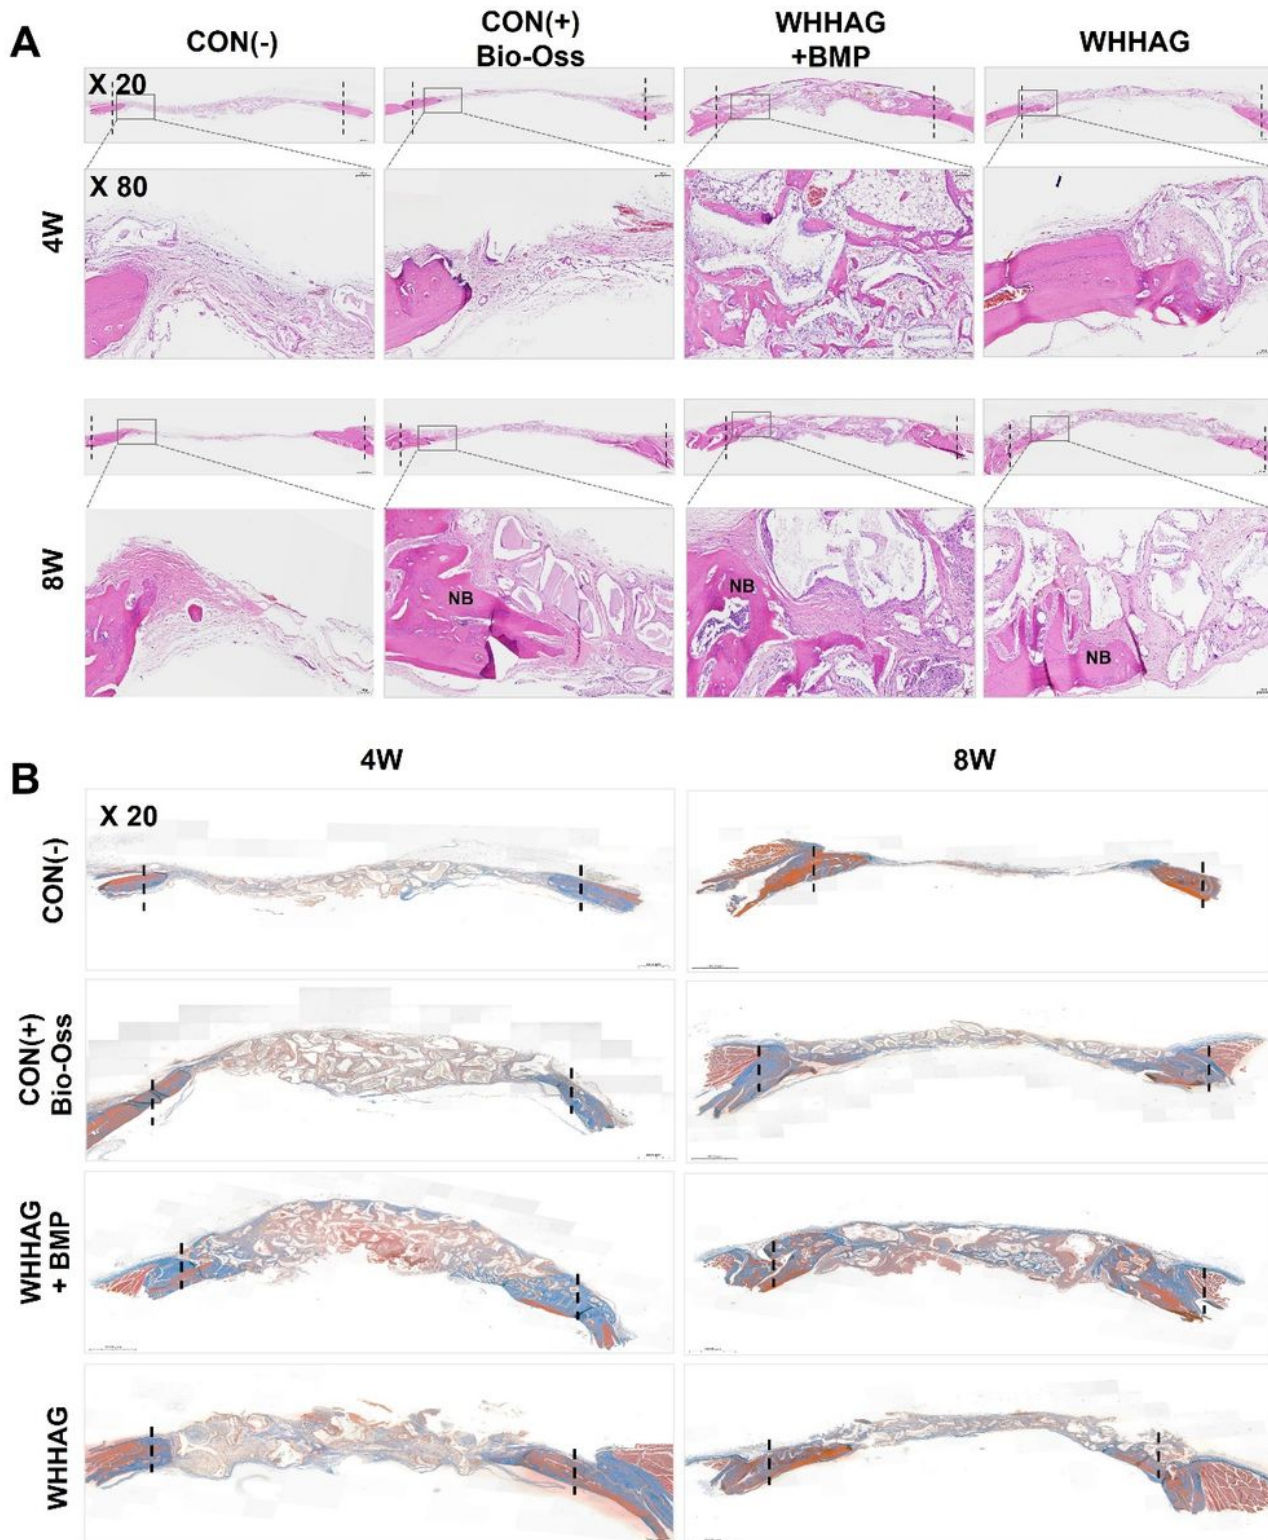 A
CON(-)
CON(+)
Bio-Oss
WHHAG
+BMP
WHHAG
X 20
4W
X 80
8W
NB
NB
NB
B
4W
8W
CON(-)
X 20
CON(+)
Bio-Oss
WHHAG
+ BMP
WHHAG